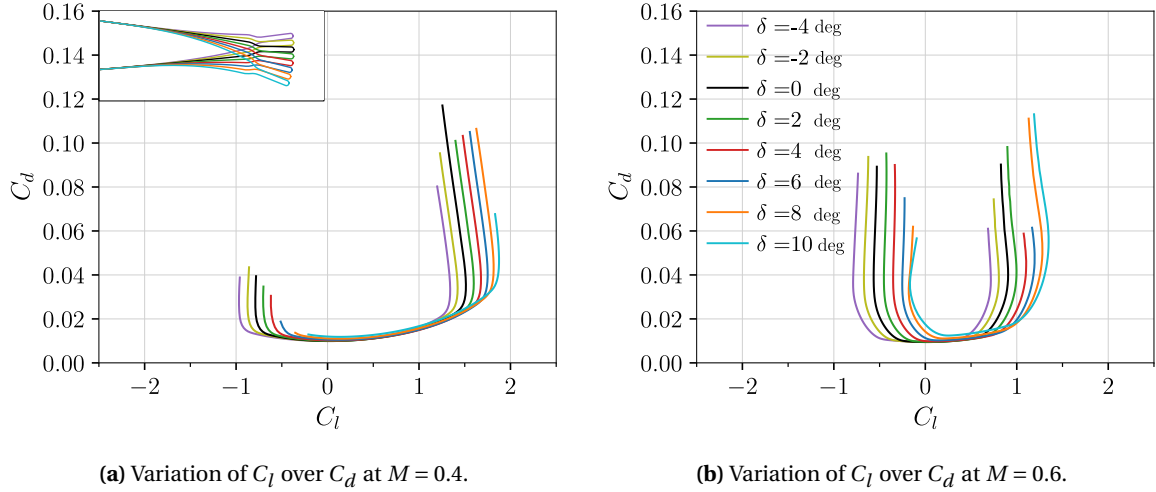 0.16
0.14
0.12
0.10
0.08
0.06
0.04
0.02
0.00
C_d
−2
−1
0
1
2
C_l
(a) Variation of C_l over C_d at M = 0.4.
0.16
0.14
0.12
0.10
0.08
0.06
0.04
0.02
0.00
C_d
δ =-4 deg
δ =-2 deg
δ =0 deg
δ =2 deg
δ =4 deg
δ =6 deg
δ =8 deg
δ =10 deg
−2
−1
0
1
2
C_l
(b) Variation of C_l over C_d at M = 0.6.